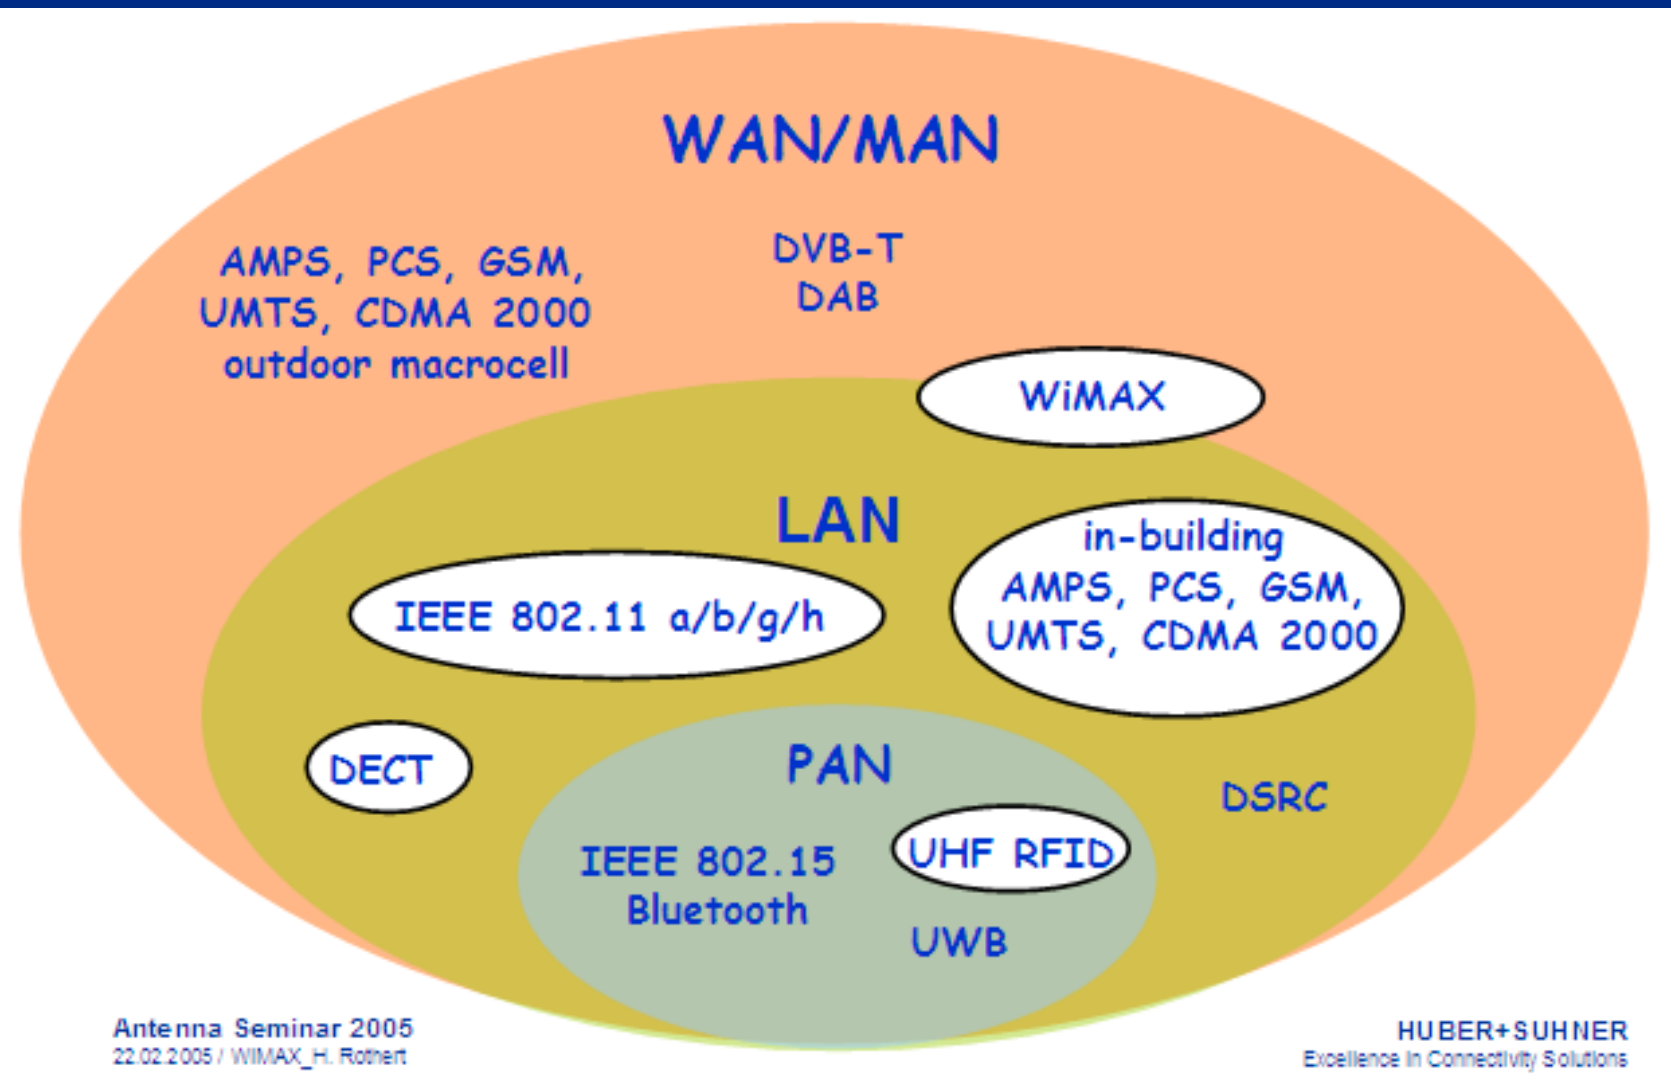 WAN/MAN
AMPS, PCS, GSM,
UMTS, CDMA 2000
outdoor macrocell
DVB-T
DAB
WiMAX
LAN
IEEE 802.11 a/b/g/h
in-building
AMPS, PCS, GSM,
UMTS, CDMA 2000
DECT
PAN
DSRC
IEEE 802.15
Bluetooth
UHF RFID
UWB
Antenna Seminar 2005
22.02.2005 / WIMAX_H. Rothert
HUBER+SUHNER
Excellence in Connectivity Solutions